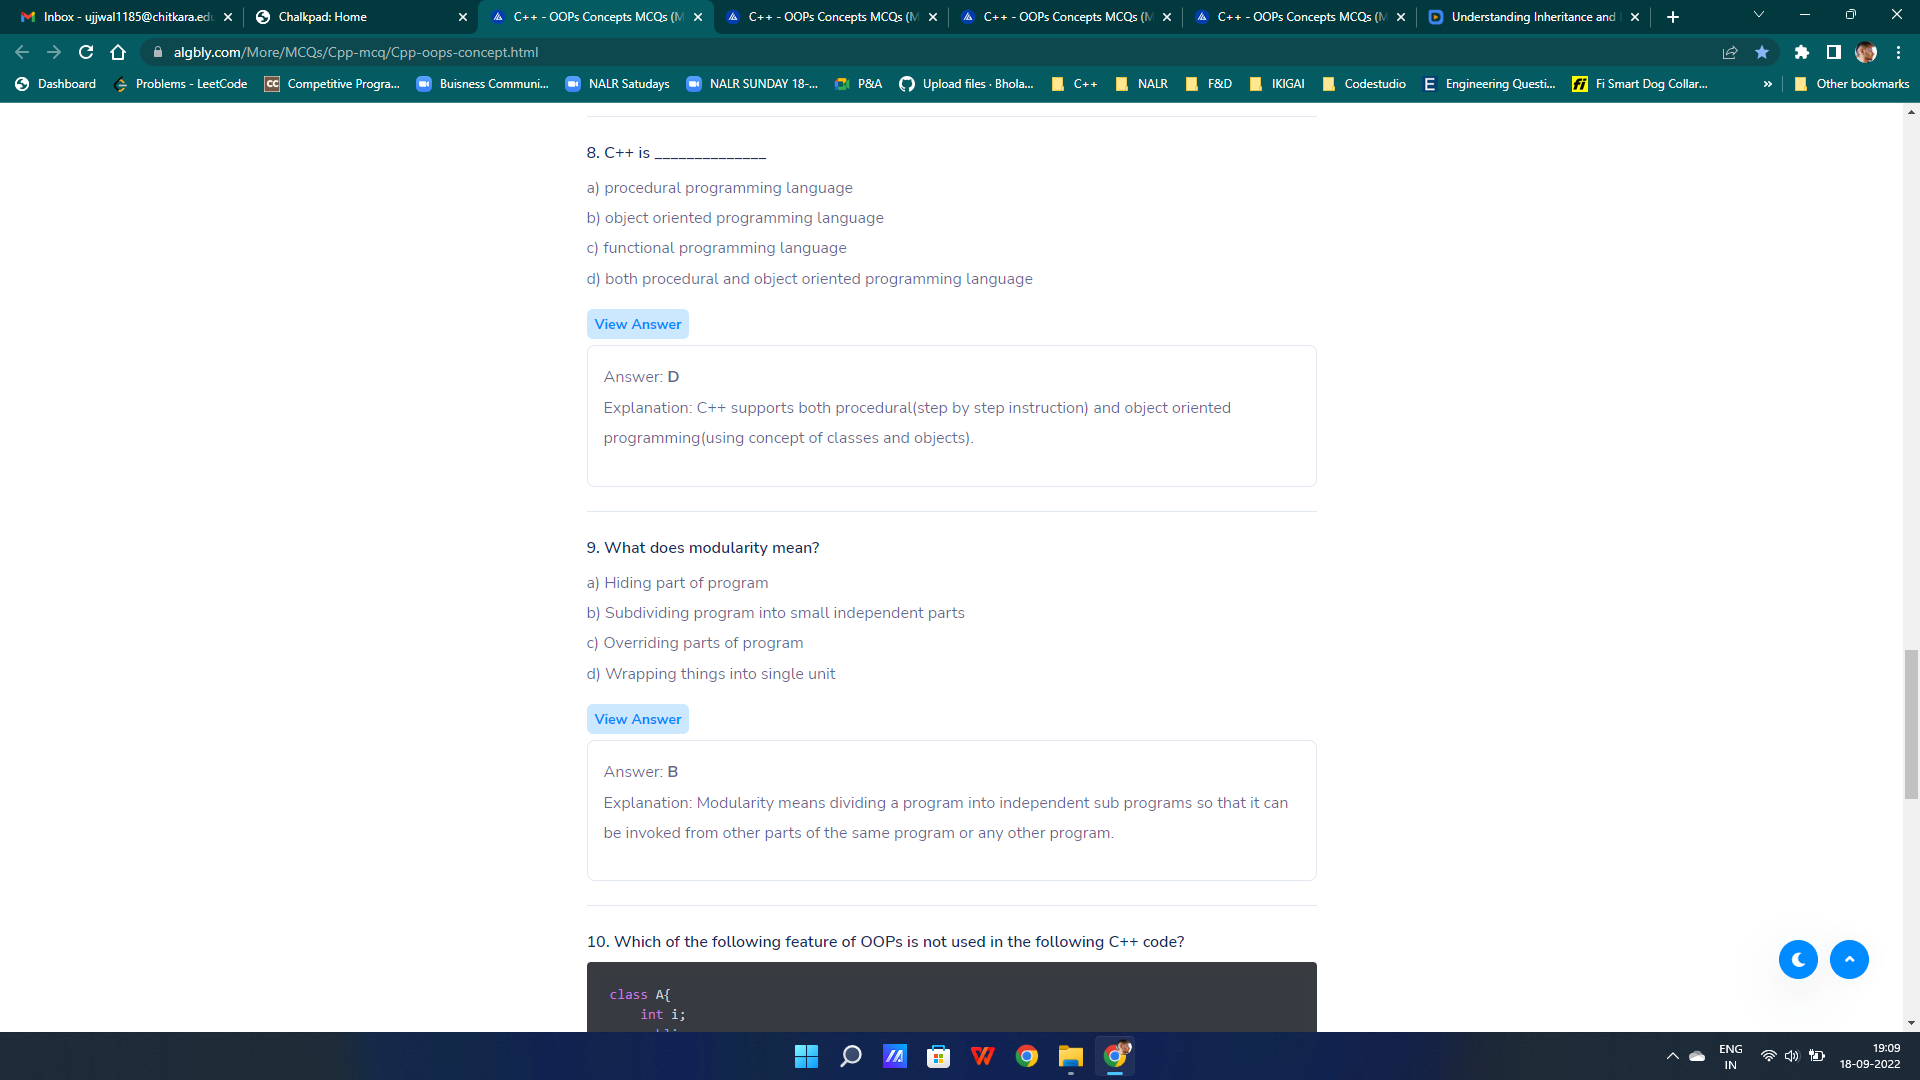 Inbox - ujjwal1185@chitkara.edu
Chalkpad: Home
C++ - OOPs Concepts MCQs (M
C++ - OOPs Concepts MCQs (M
C++ - OOPs Concepts MCQs (M
C++ - OOPs Concepts MCQs (M
Understanding Inheritance and
algbly.com/More/MCQs/Cpp-mcq/Cpp-oops-concept.html
Dashboard
Problems - LeetCode
CC Competitive Progra...
Buisness Communi...
NALR Satudays
NALR SUNDAY 18-...
P&A
Upload files · Bhola...
C++
NALR
F&D
IKIGAI
Codestudio
E Engineering Questi...
fi Fi Smart Dog Collar...
»
Other bookmarks
8. C++ is ______________
a) procedural programming language
b) object oriented programming language
c) functional programming language
d) both procedural and object oriented programming language
View Answer
Answer: D
Explanation: C++ supports both procedural(step by step instruction) and object oriented
programming(using concept of classes and objects).
9. What does modularity mean?
a) Hiding part of program
b) Subdividing program into small independent parts
c) Overriding parts of program
d) Wrapping things into single unit
View Answer
Answer: B
Explanation: Modularity means dividing a program into independent sub programs so that it can
be invoked from other parts of the same program or any other program.
10. Which of the following feature of OOPs is not used in the following C++ code?
class A{
int i;
ENG
IN
19:09
18-09-2022